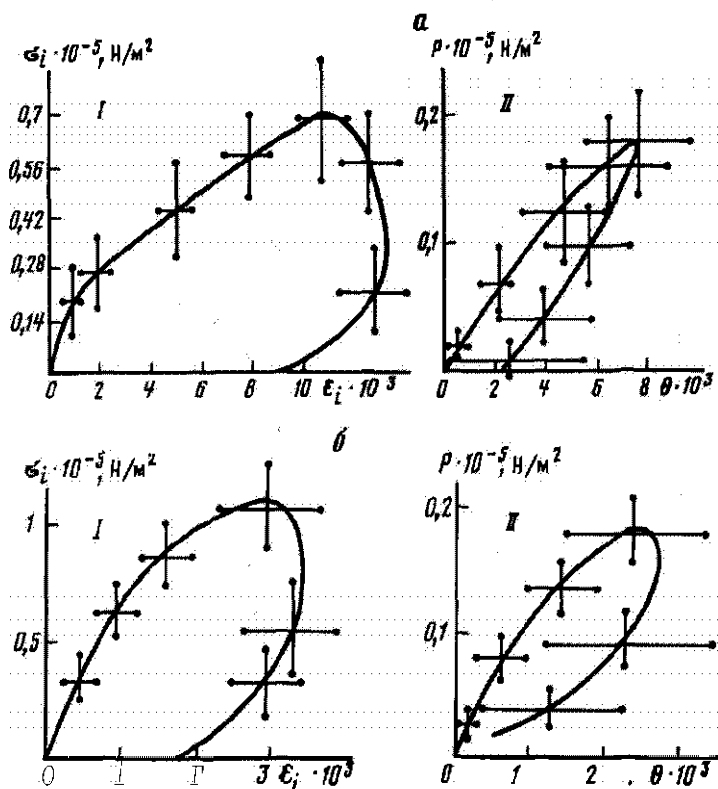 а
σi · 10⁻⁵, Н/м²
P · 10⁻⁵, Н/м²
I
II
0,7
0,56
0,42
0,28
0,14
0,2
0,1
0 2 4 6 8 10 εi · 10³
0 2 4 6 8 θ · 10³
б
σi · 10⁻⁵, Н/м²
P · 10⁻⁵, Н/м²
I
II
1
0,5
0,2
0,1
0 1 3 εi · 10³
0 1 2 θ · 10³